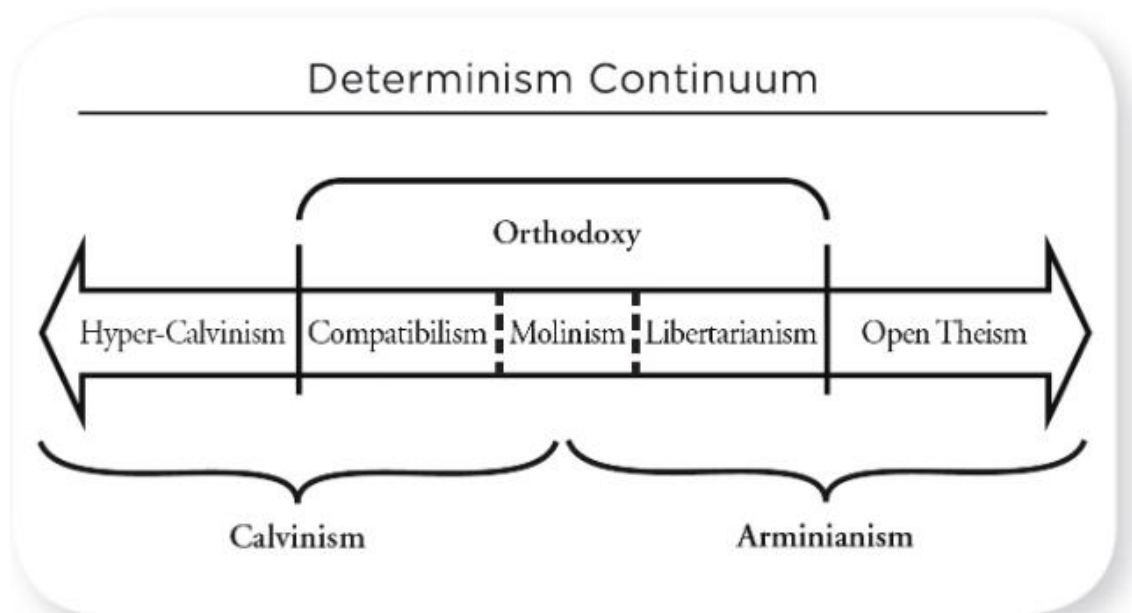 Determinism Continuum
Orthodoxy
Hyper-Calvinism Compatibilism Molinism Libertarianism Open Theism
Calvinism Arminianism